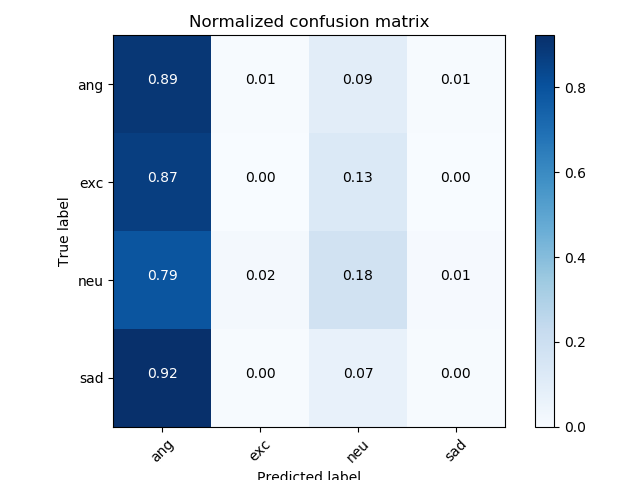 Normalized confusion matrix
True label
ang 0.89 0.01 0.09 0.01
exc 0.87 0.00 0.13 0.00
neu 0.79 0.02 0.18 0.01
sad 0.92 0.00 0.07 0.00
ang exc neu sad
Predicted label
0.8
0.6
0.4
0.2
0.0